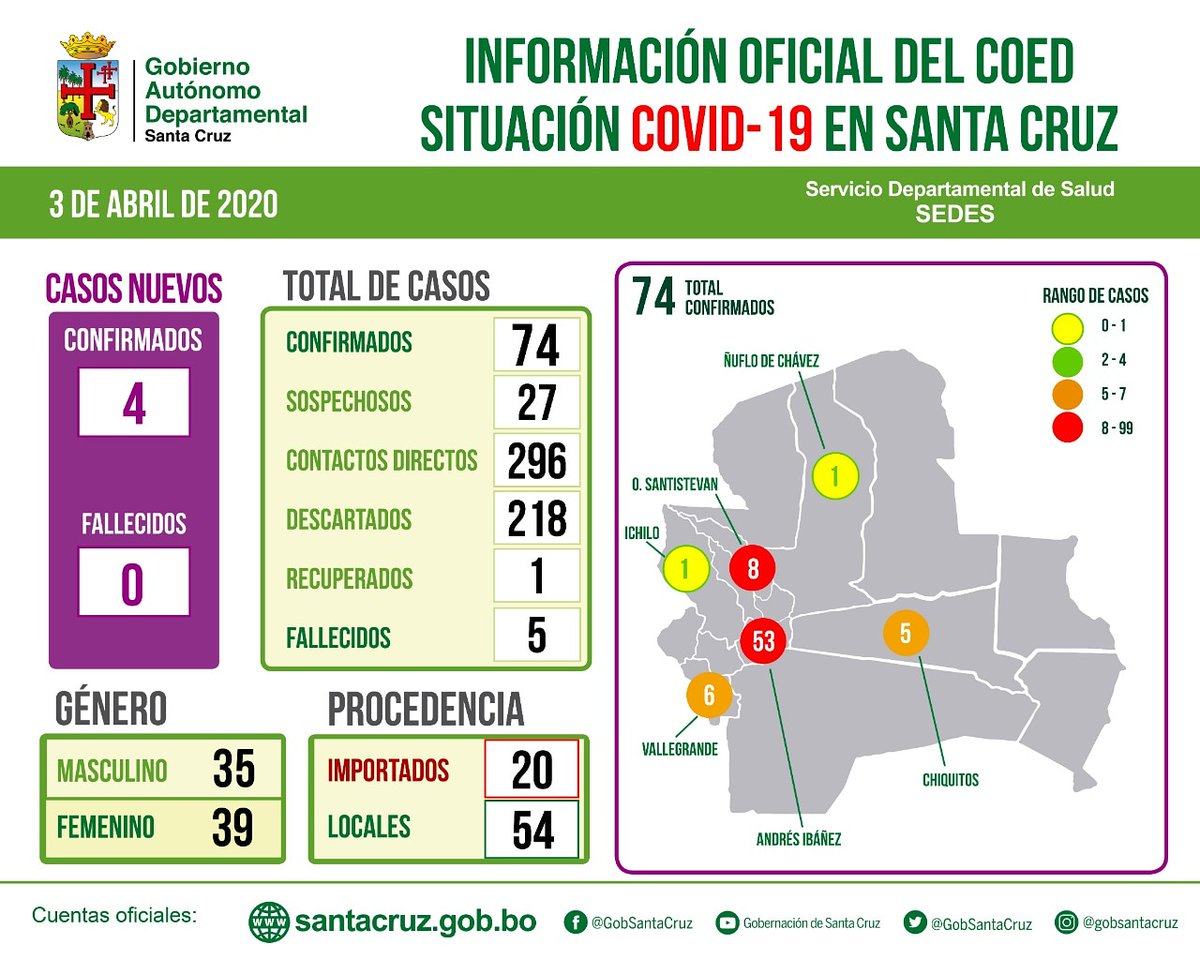 Gobierno
Autónomo
Departamental
Santa Cruz
INFORMACIÓN OFICIAL DEL COED
SITUACIÓN COVID-19 EN SANTA CRUZ
3 DE ABRIL DE 2020
Servicio Departamental de Salud
SEDES
CASOS NUEVOS
CONFIRMADOS
4
FALLECIDOS
0
TOTAL DE CASOS
CONFIRMADOS 74
SOSPECHOSOS 27
CONTACTOS DIRECTOS 296
DESCARTADOS 218
RECUPERADOS 1
FALLECIDOS 5
GÉNERO
MASCULINO 35
FEMENINO 39
PROCEDENCIA
IMPORTADOS 20
LOCALES 54
74 TOTAL
CONFIRMADOS
RANGO DE CASOS
0 - 1
2 - 4
5 - 7
8 - 99
ÑUFLO DE CHÁVEZ
1
O. SANTISTEVAN
8
ICHILO
1
53
5
6
VALLEGRANDE
CHIQUITOS
ANDRÉS IBÁÑEZ
Cuentas oficiales:
WWW
santacruz.gob.bo
@GobSantaCruz
Gobernación de Santa Cruz
@GobSantaCruz
@gobsantacruz